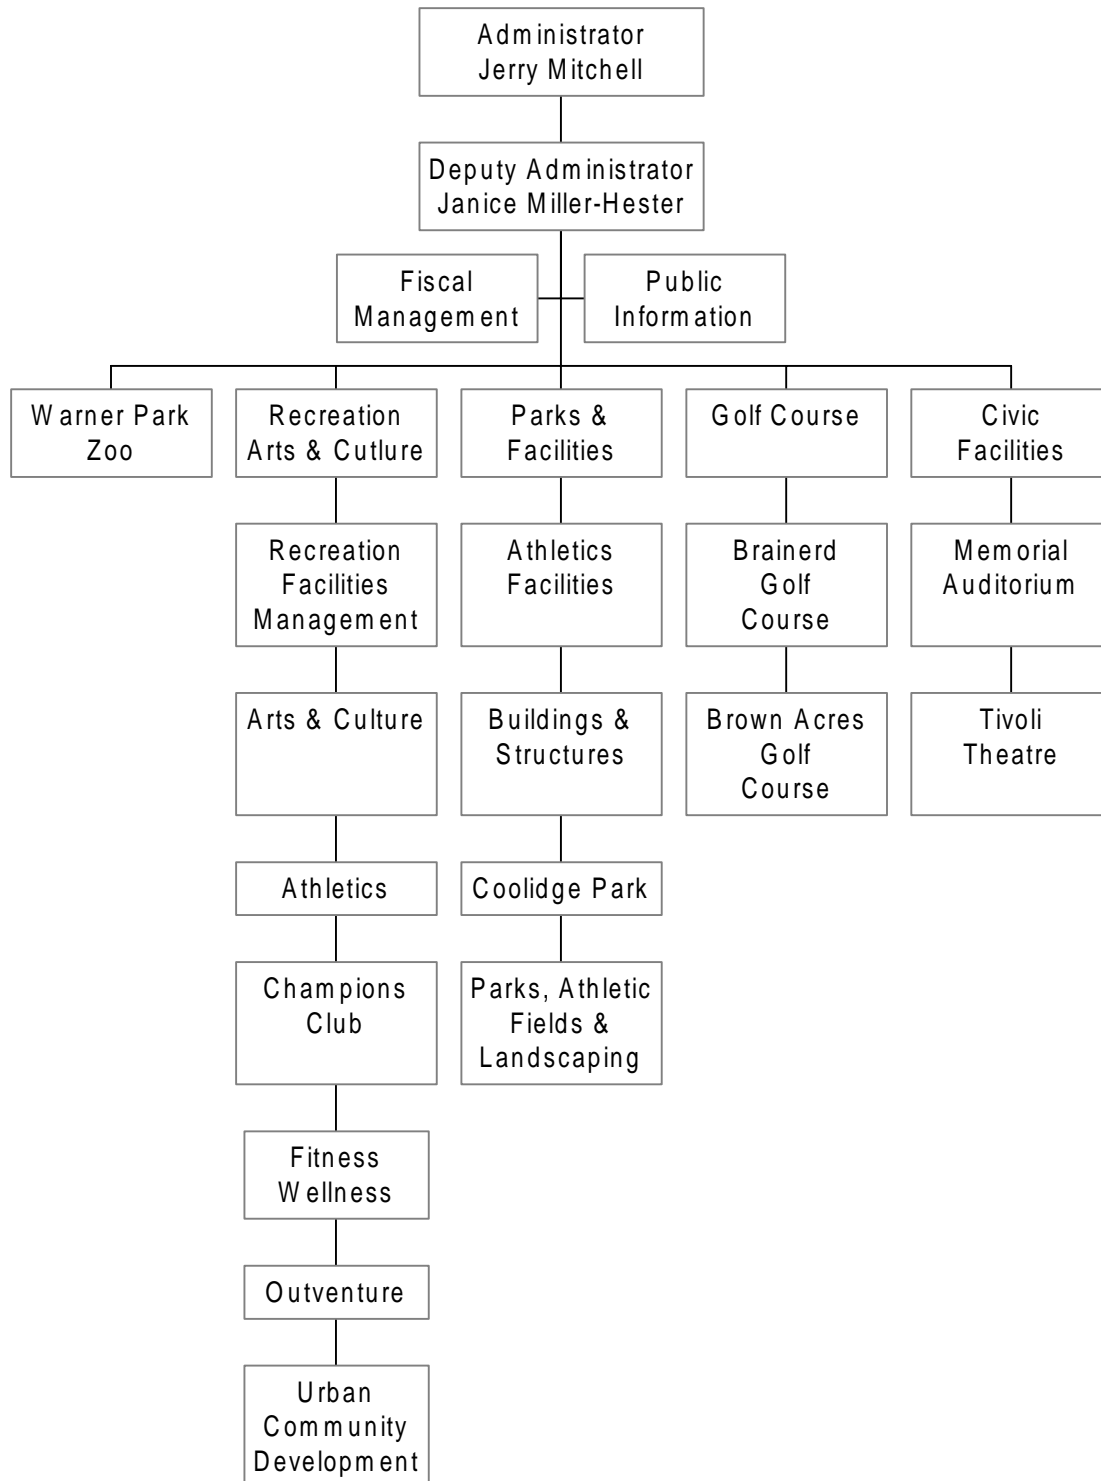 Administrator
Jerry Mitchell
Deputy Administrator
Janice Miller-Hester
Fiscal
Management
Public
Information
Warner Park
Zoo
Recreation
Arts & Cutlure
Parks &
Facilities
Golf Course
Civic
Facilities
Recreation
Facilities
Management
Athletics
Facilities
Brainerd
Golf
Course
Memorial
Auditorium
Arts & Culture
Buildings &
Structures
Brown Acres
Golf
Course
Tivoli
Theatre
Athletics
Coolidge Park
Champions
Club
Parks, Athletic
Fields &
Landscaping
Fitness
Wellness
Outventure
Urban
Community
Development